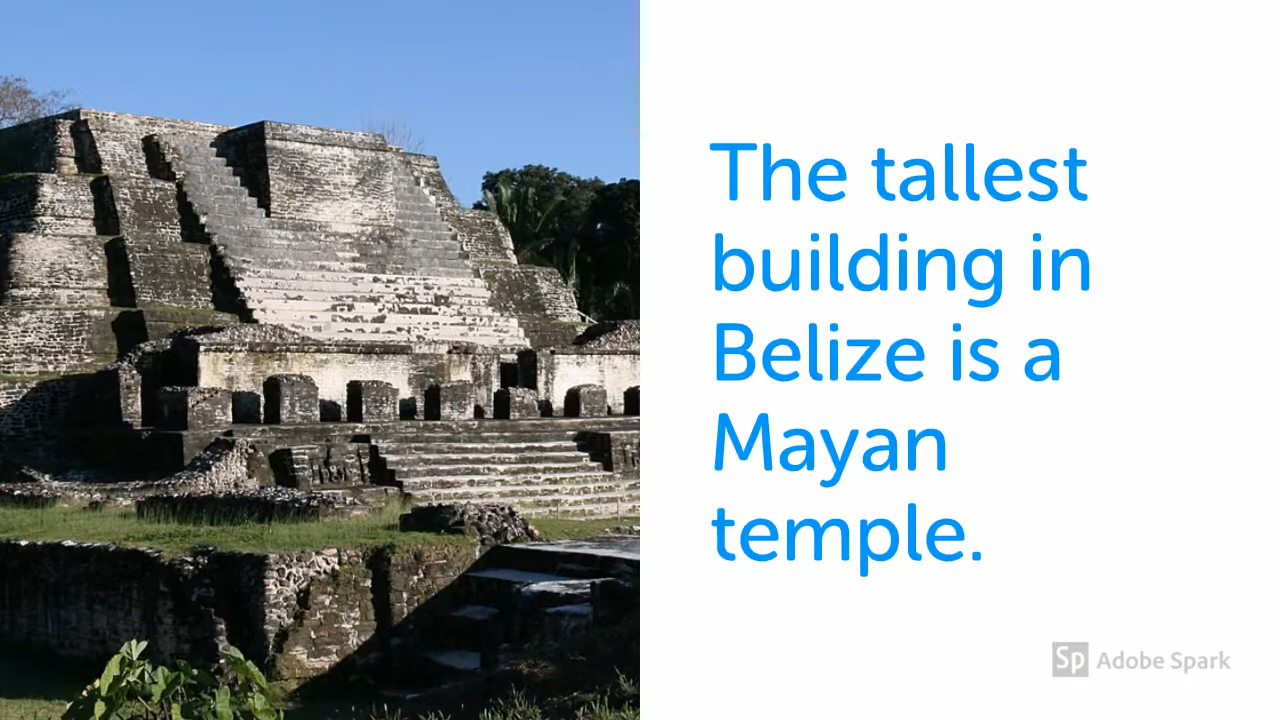 The tallest
building in
Belize is a
Mayan
temple.
Sp Adobe Spark